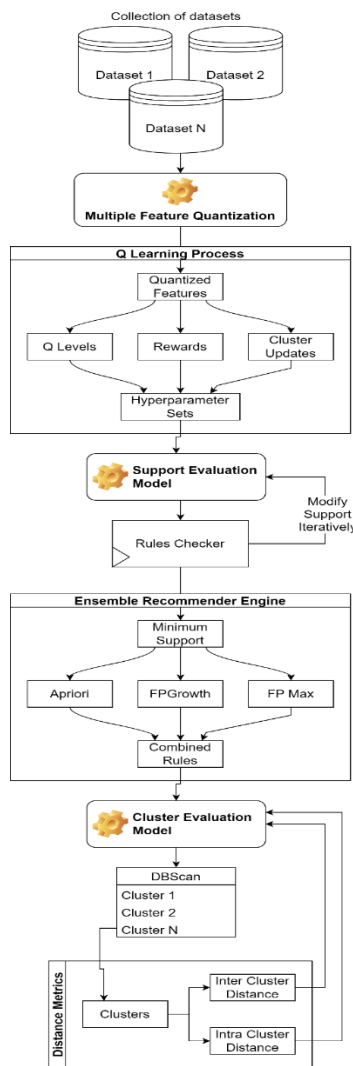 Collection of datasets
Dataset 1
Dataset 2
Dataset N
Multiple Feature Quantization
Q Learning Process
Quantized
Features
Q Levels
Rewards
Cluster
Updates
Hyperparameter
Sets
Support Evaluation
Model
Modify
Support
Iteratively
Rules Checker
Ensemble Recommender Engine
Minimum
Support
Apriori
FPGrowth
FP Max
Combined
Rules
Cluster Evaluation
Model
DBScan
Cluster 1
Cluster 2
Cluster N
Distance Metrics
Clusters
Inter Cluster
Distance
Intra Cluster
Distance